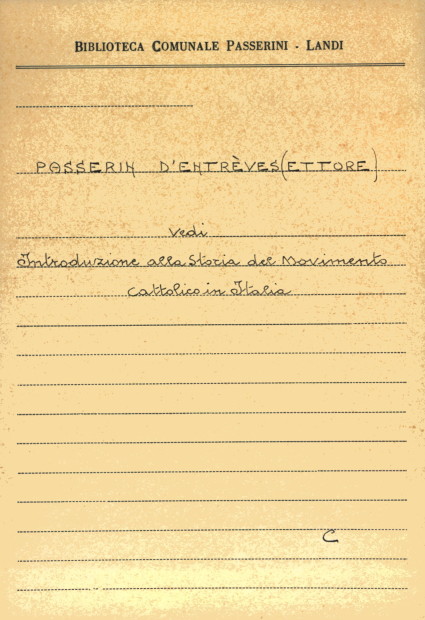 BIBLIOTECA COMUNALE PASSERINI - LANDI
PASSERIN D'ENTRÈVES (ETTORE)
Vedi
Introduzione alla Storia del Movimento
Cattolico in Italia
C